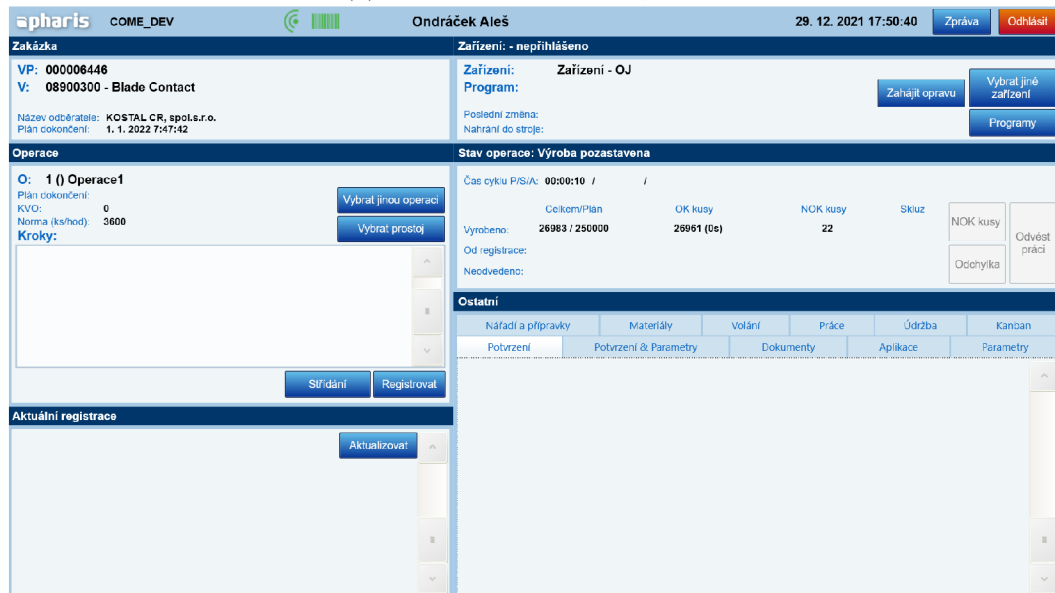 apharis COME_DEV Ondráček Aleš 29. 12. 2021 17:50:40 Zpráva Odhlásit
Zakázka
VP: 000006446
V: 08900300 - Blade Contact
Název odběratele: KOSTAL CR, spol.s.r.o.
Plán dokončení: 1. 1. 2022 7:47:42
Zařízení: - nepřihlášeno
Zařízení: Zařízení - OJ
Program:
Poslední změna:
Nahrání do stroje:
Zahájit opravu
Vybrat jiné
zařízení
Programy
Operace
O: 1 () Operace1
Plán dokončení:
KVO: 0
Norma (ks/hod): 3600
Kroky:
Vybrat jinou operaci
Vybrat prostoj
Střídání Registrovat
Stav operace: Výroba pozastavena
Čas cyklu P/S/A: 00:00:10 / /
Celkem/Plán OK kusy NOK kusy Skluz
Vyrobeno: 26983 / 250000 26961 (0s) 22
Od registrace:
Neodvedeno:
NOK kusy
Odchylka
Odvést
práci
Ostatní
Nářadí a přípravky Materiály Volání Práce Údržba Kanban
Potvrzení Potvrzení & Parametry Dokumenty Aplikace Parametry
Aktuální registrace
Aktualizovat